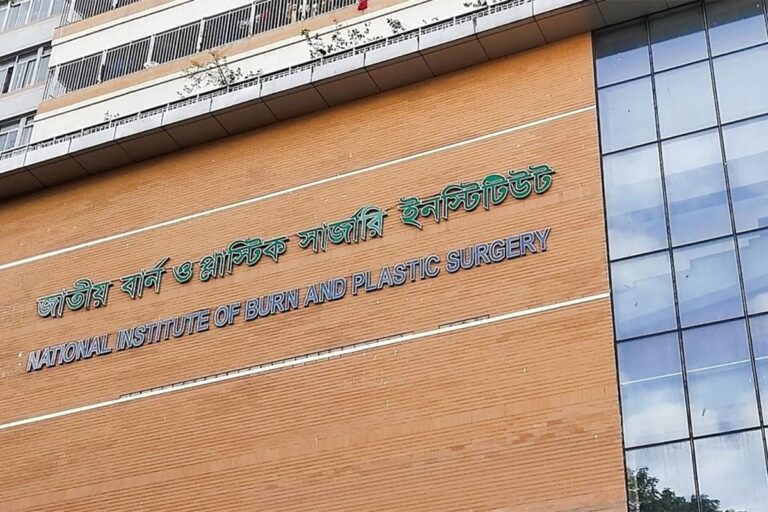 জাতীয় বার্ন ও প্লাস্টিক সার্জারি ইনস্টিটিউট
NATIONAL INSTITUTE OF BURN AND PLASTIC SURGERY